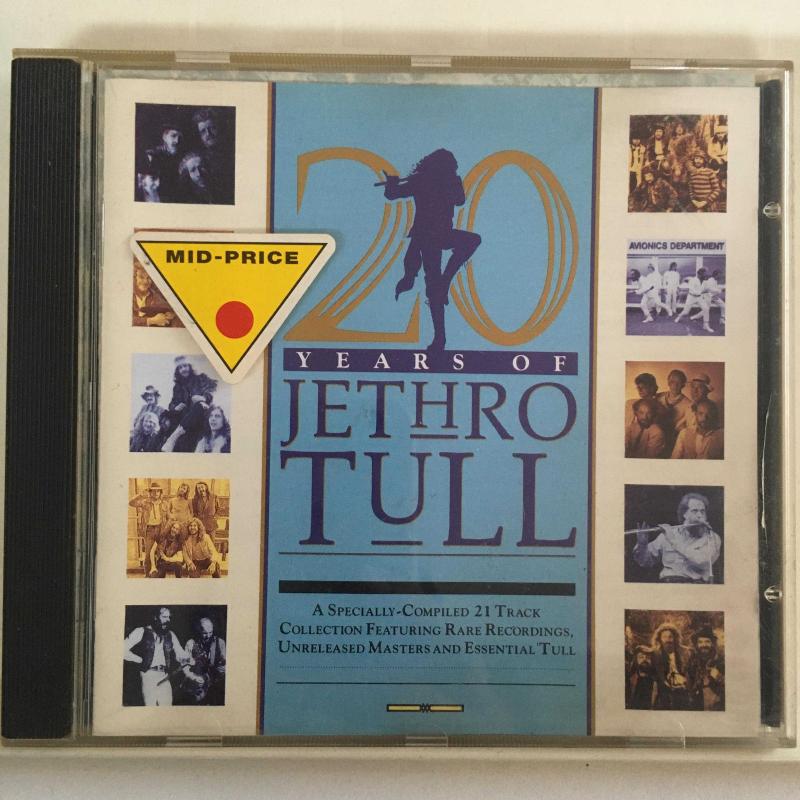 MID-PRICE
AVIONICS DEPARTMENT
20
YEARS OF
JETHRO
TULL
A SPECIALLY-COMPILED 21 TRACK
COLLECTION FEATURING RARE RECORDINGS,
UNRELEASED MASTERS AND ESSENTIAL TULL